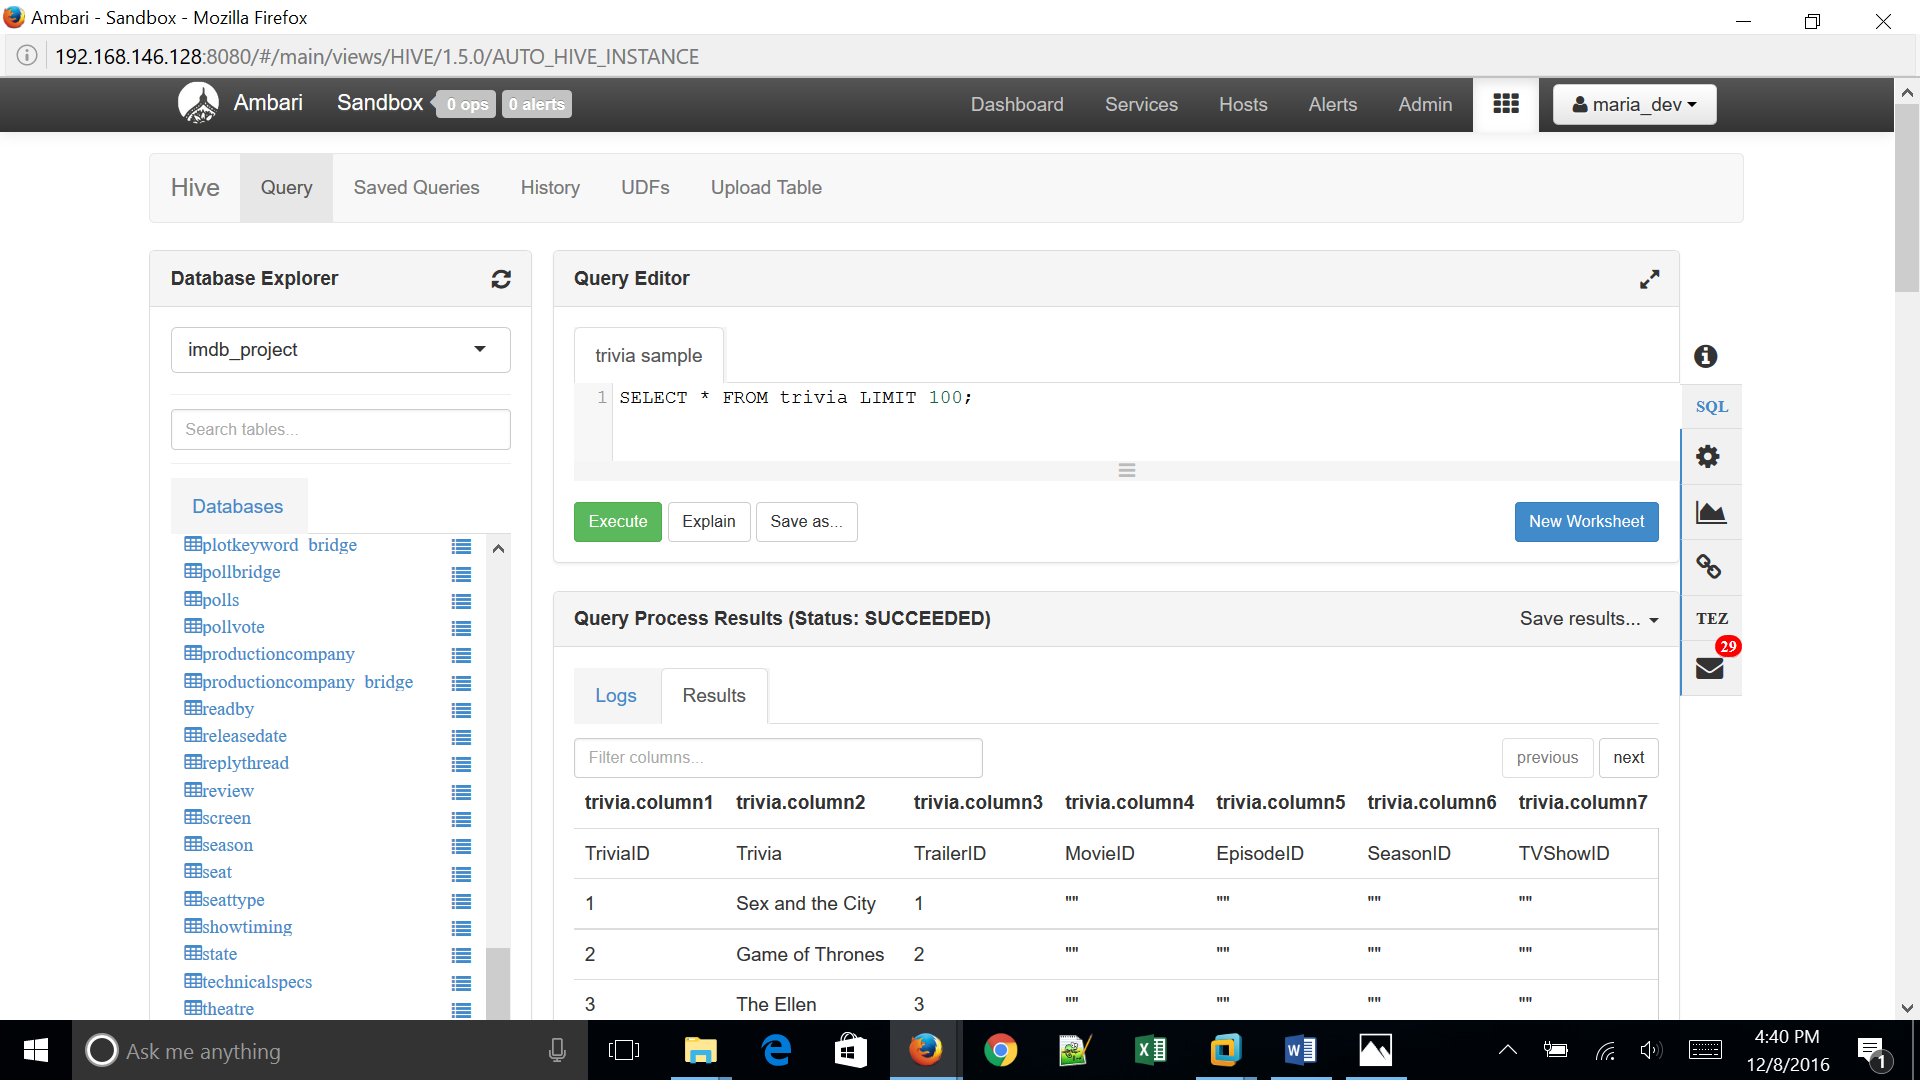 Ambari - Sandbox - Mozilla Firefox
192.168.146.128:8080/#/main/views/HIVE/1.5.0/AUTO_HIVE_INSTANCE
Ambari Sandbox 0 ops 0 alerts Dashboard Services Hosts Alerts Admin maria_dev
Hive Query Saved Queries History UDFs Upload Table
Database Explorer
imdb_project
Search tables...
Databases
plotkeyword_bridge
pollbridge
polls
pollvote
productioncompany
productioncompany_bridge
readby
releasedate
replythread
review
screen
season
seat
seattype
showtiming
state
technicalspecs
theatre
Query Editor
trivia sample
1 SELECT * FROM trivia LIMIT 100;
Execute Explain Save as... New Worksheet
SQL
TEZ
29
Query Process Results (Status: SUCCEEDED) Save results...
Logs Results
Filter columns... previous next
trivia.column1 trivia.column2 trivia.column3 trivia.column4 trivia.column5 trivia.column6 trivia.column7
TriviaID Trivia TrailerID MovieID EpisodeID SeasonID TVShowID
1 Sex and the City 1 "" "" "" ""
2 Game of Thrones 2 "" "" "" ""
3 The Ellen 3 "" "" "" ""
Ask me anything
4:40 PM
12/8/2016
1